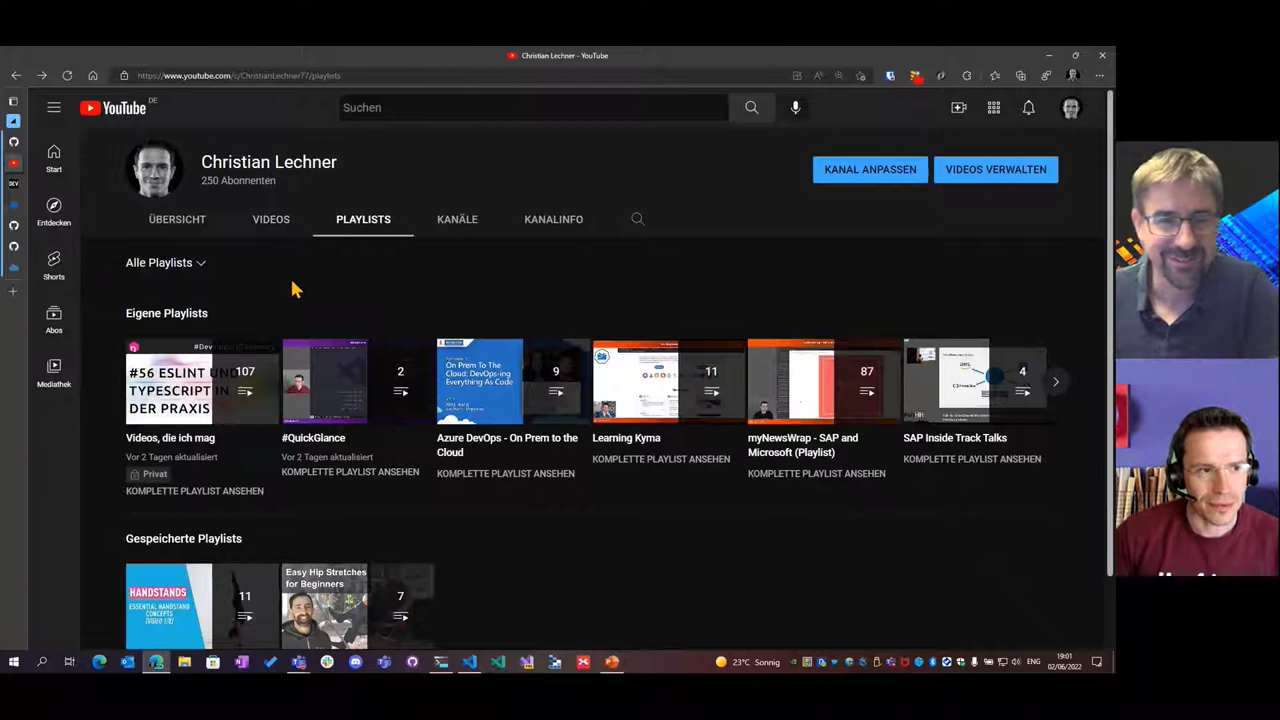 Christian Lechner - YouTube
https://www.youtube.com/c/ChristianLechner77/playlists
YouTube DE
Suchen
Start
Entdecken
Shorts
Abos
Mediathek
Christian Lechner
250 Abonnenten
KANAL ANPASSEN
VIDEOS VERWALTEN
ÜBERSICHT
VIDEOS
PLAYLISTS
KANÄLE
KANALINFO
Alle Playlists
Eigene Playlists
#56 ESLINT UND
TYPESCRIPT IN
DER PRAXIS
107
Videos, die ich mag
Vor 2 Tagen aktualisiert
Privat
KOMPLETTE PLAYLIST ANSEHEN
2
#QuickGlance
Vor 2 Tagen aktualisiert
KOMPLETTE PLAYLIST ANSEHEN
On Prem To The
Cloud: DevOps-ing
Everything As Code
9
Azure DevOps - On Prem to the
Cloud
KOMPLETTE PLAYLIST ANSEHEN
11
Learning Kyma
KOMPLETTE PLAYLIST ANSEHEN
87
myNewsWrap - SAP and
Microsoft (Playlist)
KOMPLETTE PLAYLIST ANSEHEN
4
SAP Inside Track Talks
KOMPLETTE PLAYLIST ANSEHEN
Gespeicherte Playlists
HANDSTANDS
ESSENTIAL HANDSTAND
CONCEPTS
11
Easy Hip Stretches
for Beginners
7
23°C Sonnig
ENG
19:01
02/06/2022